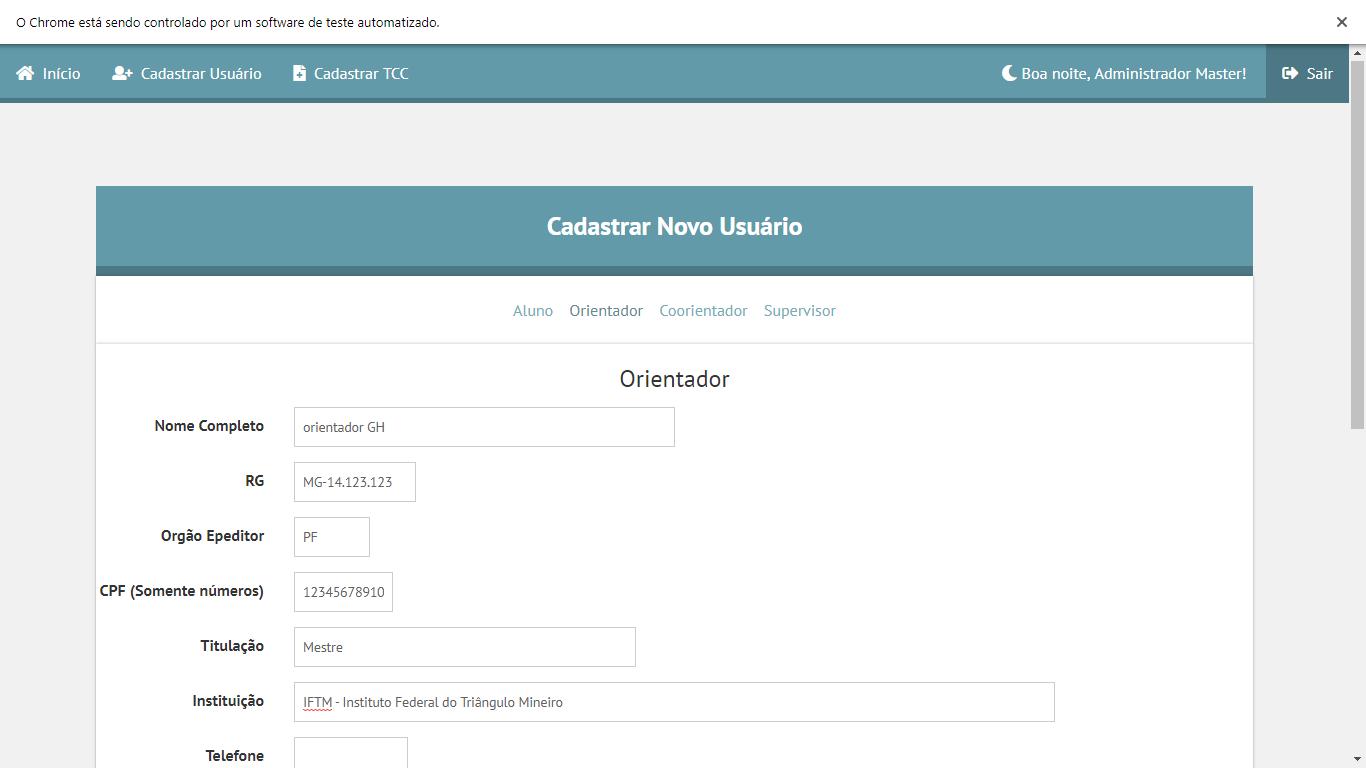 O Chrome está sendo controlado por um software de teste automatizado.
Início Cadastrar Usuário Cadastrar TCC Boa noite, Administrador Master! Sair
Cadastrar Novo Usuário
Aluno Orientador Coorientador Supervisor
Orientador
Nome Completo orientador GH
RG MG-14.123.123
Orgão Epeditor PF
CPF (Somente números) 12345678910
Titulação Mestre
Instituição IFTM - Instituto Federal do Triângulo Mineiro
Telefone